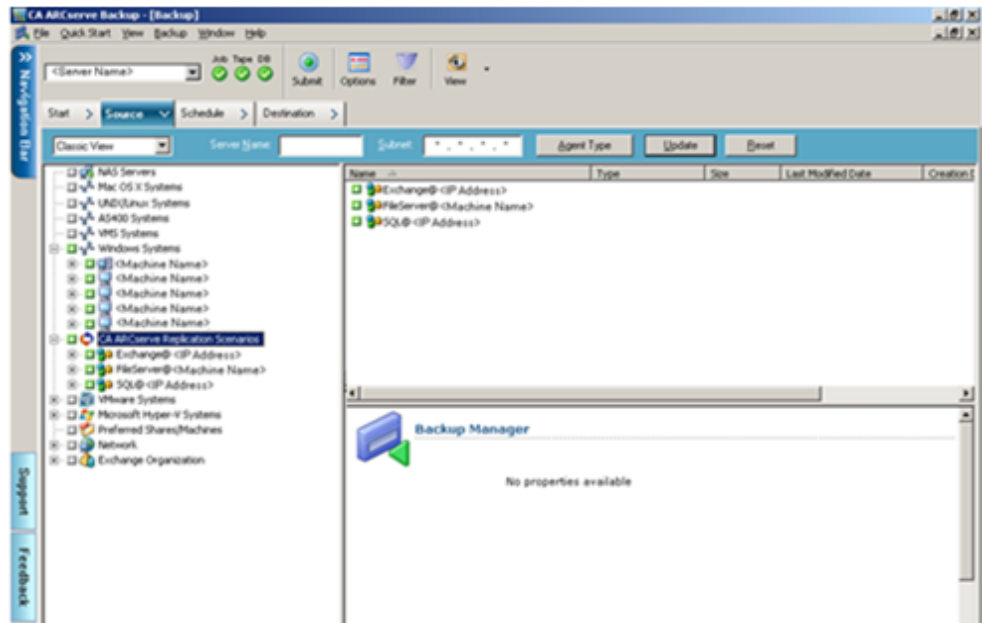 CA ARCserve Backup - [Backup]
File Quick Start View Backup Window Help
<Server Name>
Job Tape DB
Submit Options Filter View
Start > Source Schedule > Destination >
Classic View Server Name: Subnet: * . * . * . * Agent Type Update Reset
Navigation Bar
NAS Servers
Mac OS X Systems
UNIX/Linux Systems
AS400 Systems
VMS Systems
Windows Systems
<Machine Name>
<Machine Name>
<Machine Name>
<Machine Name>
<Machine Name>
CA ARCserve Replication Scenarios
Exchange@ <IP Address>
FileServer@ <Machine Name>
SQL@ <IP Address>
VMware Systems
Microsoft Hyper-V Systems
Preferred Shares/Machines
Network
Exchange Organization
Name Type Size Last Modified Date Creation D
Exchange@ <IP Address>
FileServer@ <Machine Name>
SQL@ <IP Address>
Backup Manager
No properties available
Support
Feedback